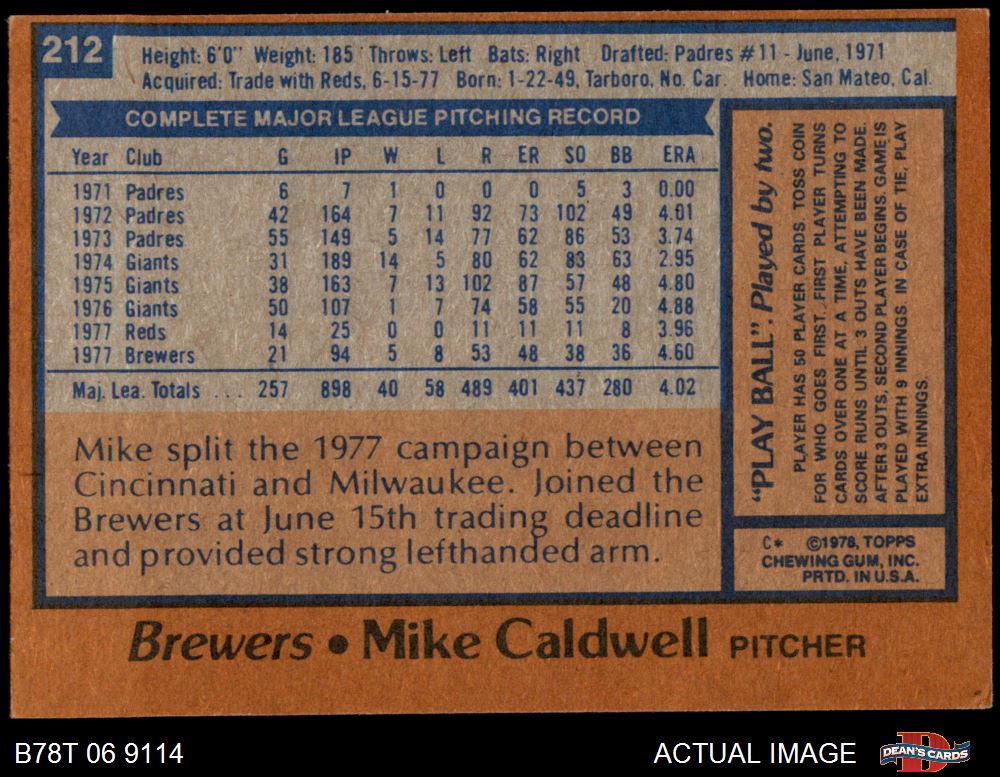 212
Height: 6'0" Weight: 185 Throws: Left Bats: Right Drafted: Padres #11 - June, 1971
Acquired: Trade with Reds, 6-15-77 Born: 1-22-49, Tarboro, No. Car. Home: San Mateo, Cal.
COMPLETE MAJOR LEAGUE PITCHING RECORD
Year Club G IP W L R ER SO BB ERA
1971 Padres 6 7 1 0 0 0 5 3 0.00
1972 Padres 42 164 7 11 92 73 102 49 4.01
1973 Padres 55 149 5 14 77 62 86 53 3.74
1974 Giants 31 189 14 5 80 62 83 63 2.95
1975 Giants 38 163 7 13 102 87 57 48 4.80
1976 Giants 50 107 1 7 74 58 55 20 4.88
1977 Reds 14 25 0 0 11 11 11 8 3.96
1977 Brewers 21 94 5 8 53 48 38 36 4.60
Maj. Lea. Totals ... 257 898 40 58 489 401 437 280 4.02
Mike split the 1977 campaign between
Cincinnati and Milwaukee. Joined the
Brewers at June 15th trading deadline
and provided strong lefthanded arm.
"PLAY BALL". Played by two.
PLAYER HAS 50 PLAYER CARDS. TOSS COIN
FOR WHO GOES FIRST. FIRST PLAYER TURNS
CARDS OVER ONE AT A TIME, ATTEMPTING TO
SCORE RUNS UNTIL 3 OUTS HAVE BEEN MADE.
AFTER 3 OUTS, SECOND PLAYER BEGINS. GAME IS
PLAYED WITH 9 INNINGS. IN CASE OF TIE, PLAY
EXTRA INNINGS.
C* ©1978, TOPPS
CHEWING GUM, INC.
PRTD. IN U.S.A.
Brewers • Mike Caldwell PITCHER
B78T 06 9114
ACTUAL IMAGE
D
DEAN'S CARDS